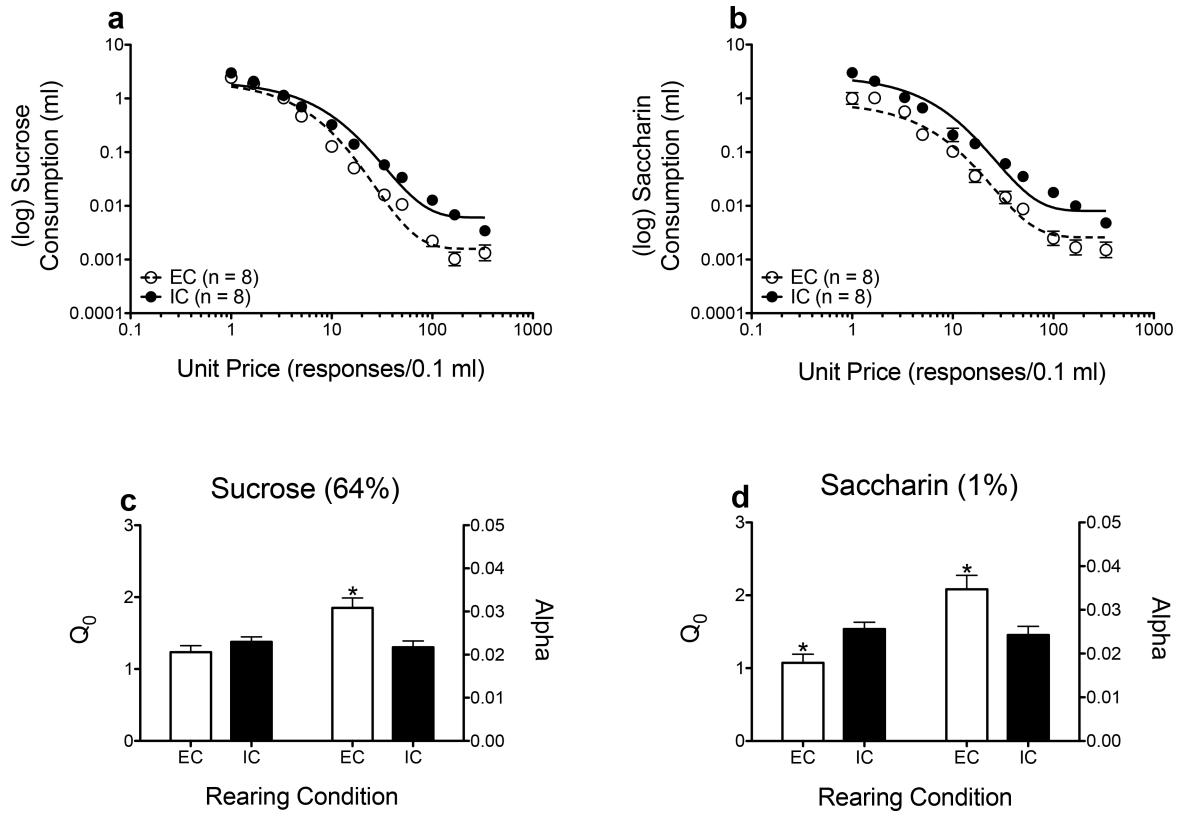 a
(log) Sucrose
Consumption (ml)
10
1
0.1
0.01
0.001
0.0001
EC (n = 8)
IC (n = 8)
0.1
1
10
100
1000
Unit Price (responses/0.1 ml)
b
(log) Saccharin
Consumption (ml)
10
1
0.1
0.01
0.001
0.0001
EC (n = 8)
IC (n = 8)
0.1
1
10
100
1000
Unit Price (responses/0.1 ml)
c
Sucrose (64%)
Q0
3
2
1
0
*
0.05
0.04
0.03
0.02
0.01
0.00
Alpha
EC
IC
EC
IC
Rearing Condition
d
Saccharin (1%)
Q0
3
2
1
0
*
*
0.05
0.04
0.03
0.02
0.01
0.00
Alpha
EC
IC
EC
IC
Rearing Condition